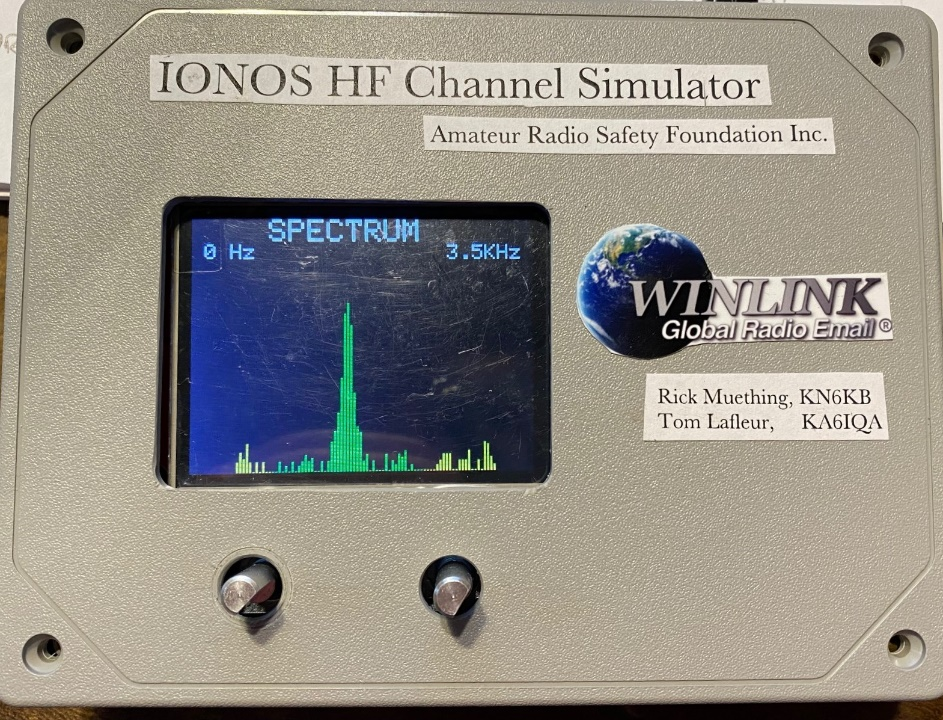 IONOS HF Channel Simulator
Amateur Radio Safety Foundation Inc.
SPECTRUM
0 Hz 3.5KHz
WINLINK
Global Radio Email ®
Rick Muething, KN6KB
Tom Lafleur, KA6IQA